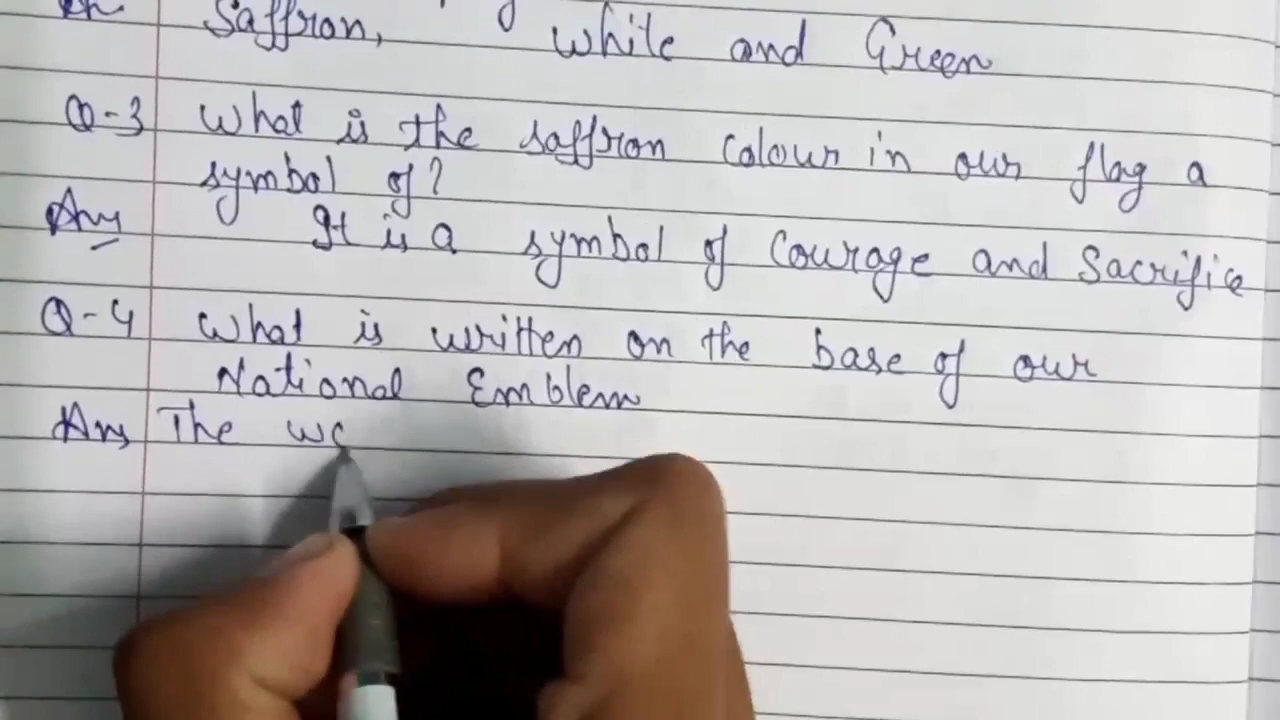 Saffron, White and Green
Q-3 What is the saffron colour in our flag a
symbol of?
Ans It is a symbol of Courage and Sacrifice
Q-4 What is written on the base of our
National Emblem
Ans The wo